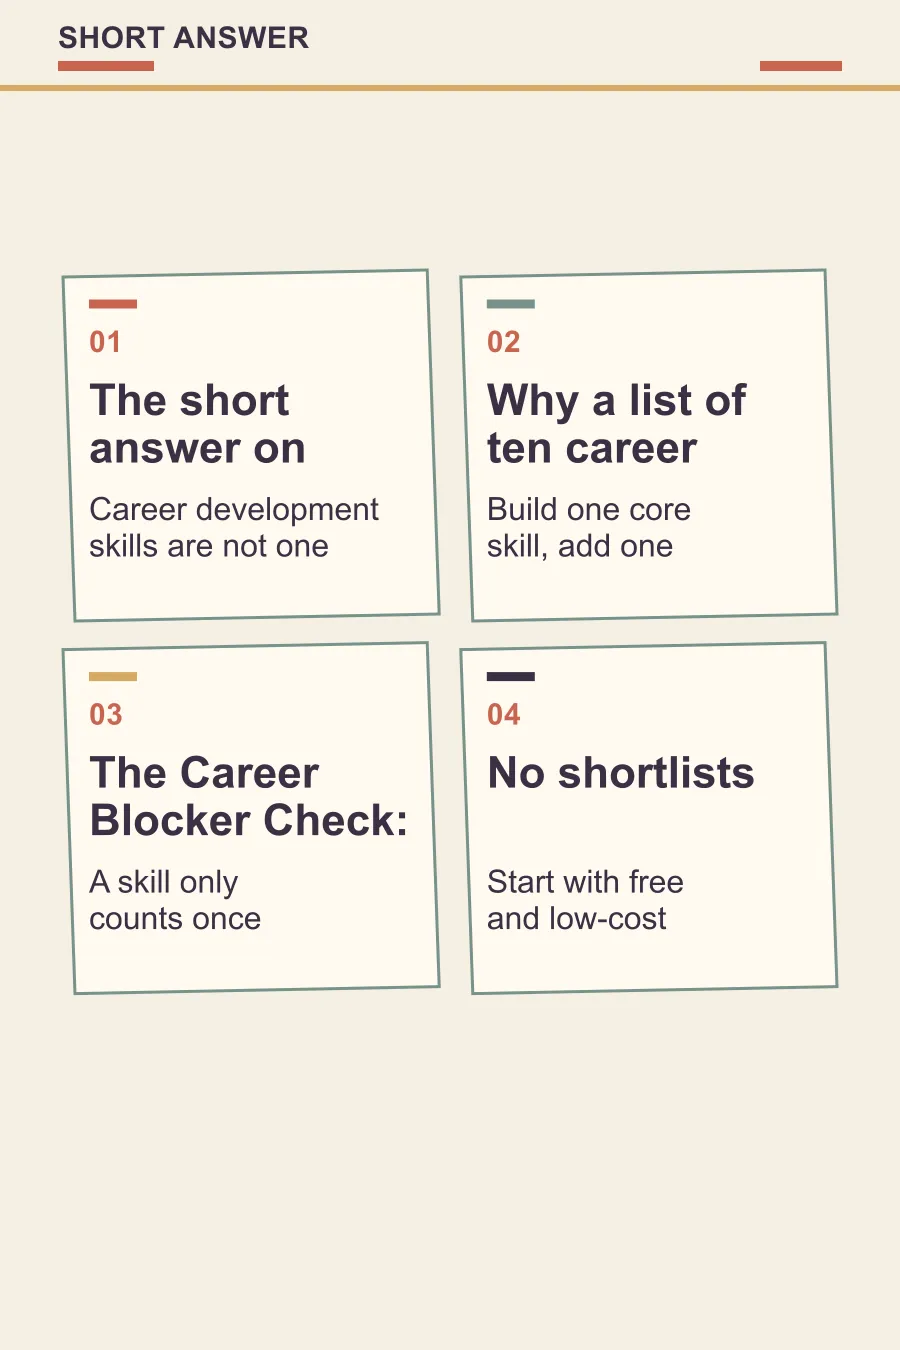 SHORT ANSWER
01
The short
answer on
Career development
skills are not one
02
Why a list of
ten career
Build one core
skill, add one
03
The Career
Blocker Check:
A skill only
counts once
04
No shortlists
Start with free
and low-cost